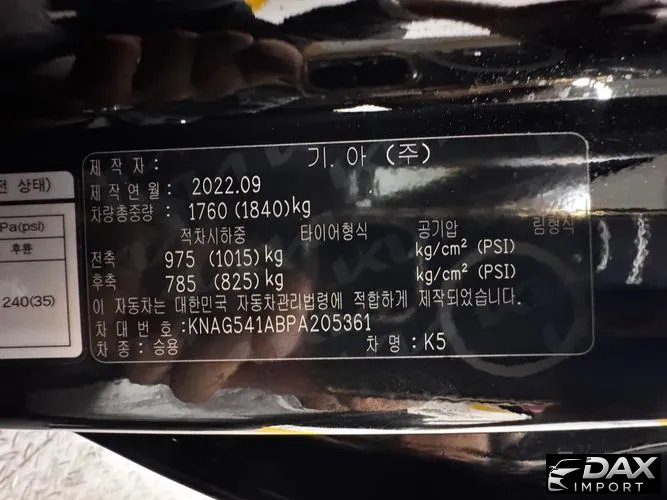 전 상태)
Pa(psi)
후륜
240(35)
제 작 자 : 기. 아 (주)
제 작 연 월 : 2022.09
차량총중량 : 1760 (1840)kg
적차시하중 타이어형식 공기압 림형식
전축 975 (1015)kg kg/cm² (PSI)
후축 785 (825)kg kg/cm² (PSI)
이 자동차는 대한민국 자동차관리법령에 적합하게 제작되었습니다.
차 대 번 호 :KNAG541ABPA205361
차 종 : 승용 차 명 : K5
DAX
IMPORT